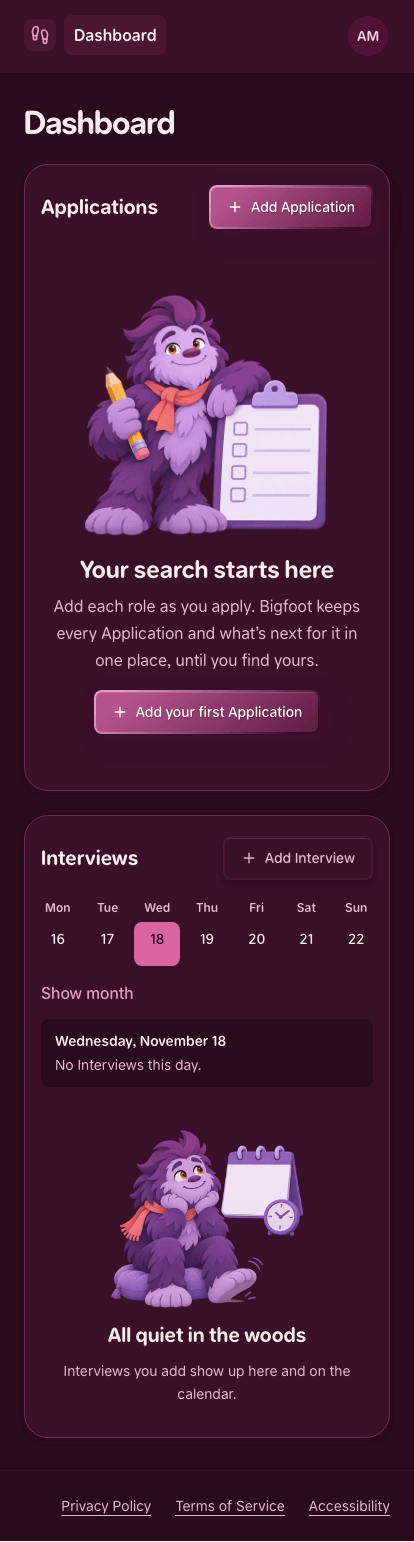 Dashboard
AM
Dashboard
Applications
+ Add Application
Your search starts here
Add each role as you apply. Bigfoot keeps
every Application and what’s next for it in
one place, until you find yours.
+ Add your first Application
Interviews
+ Add Interview
Mon Tue Wed Thu Fri Sat Sun
16 17 18 19 20 21 22
Show month
Wednesday, November 18
No Interviews this day.
All quiet in the woods
Interviews you add show up here and on the
calendar.
Privacy Policy Terms of Service Accessibility